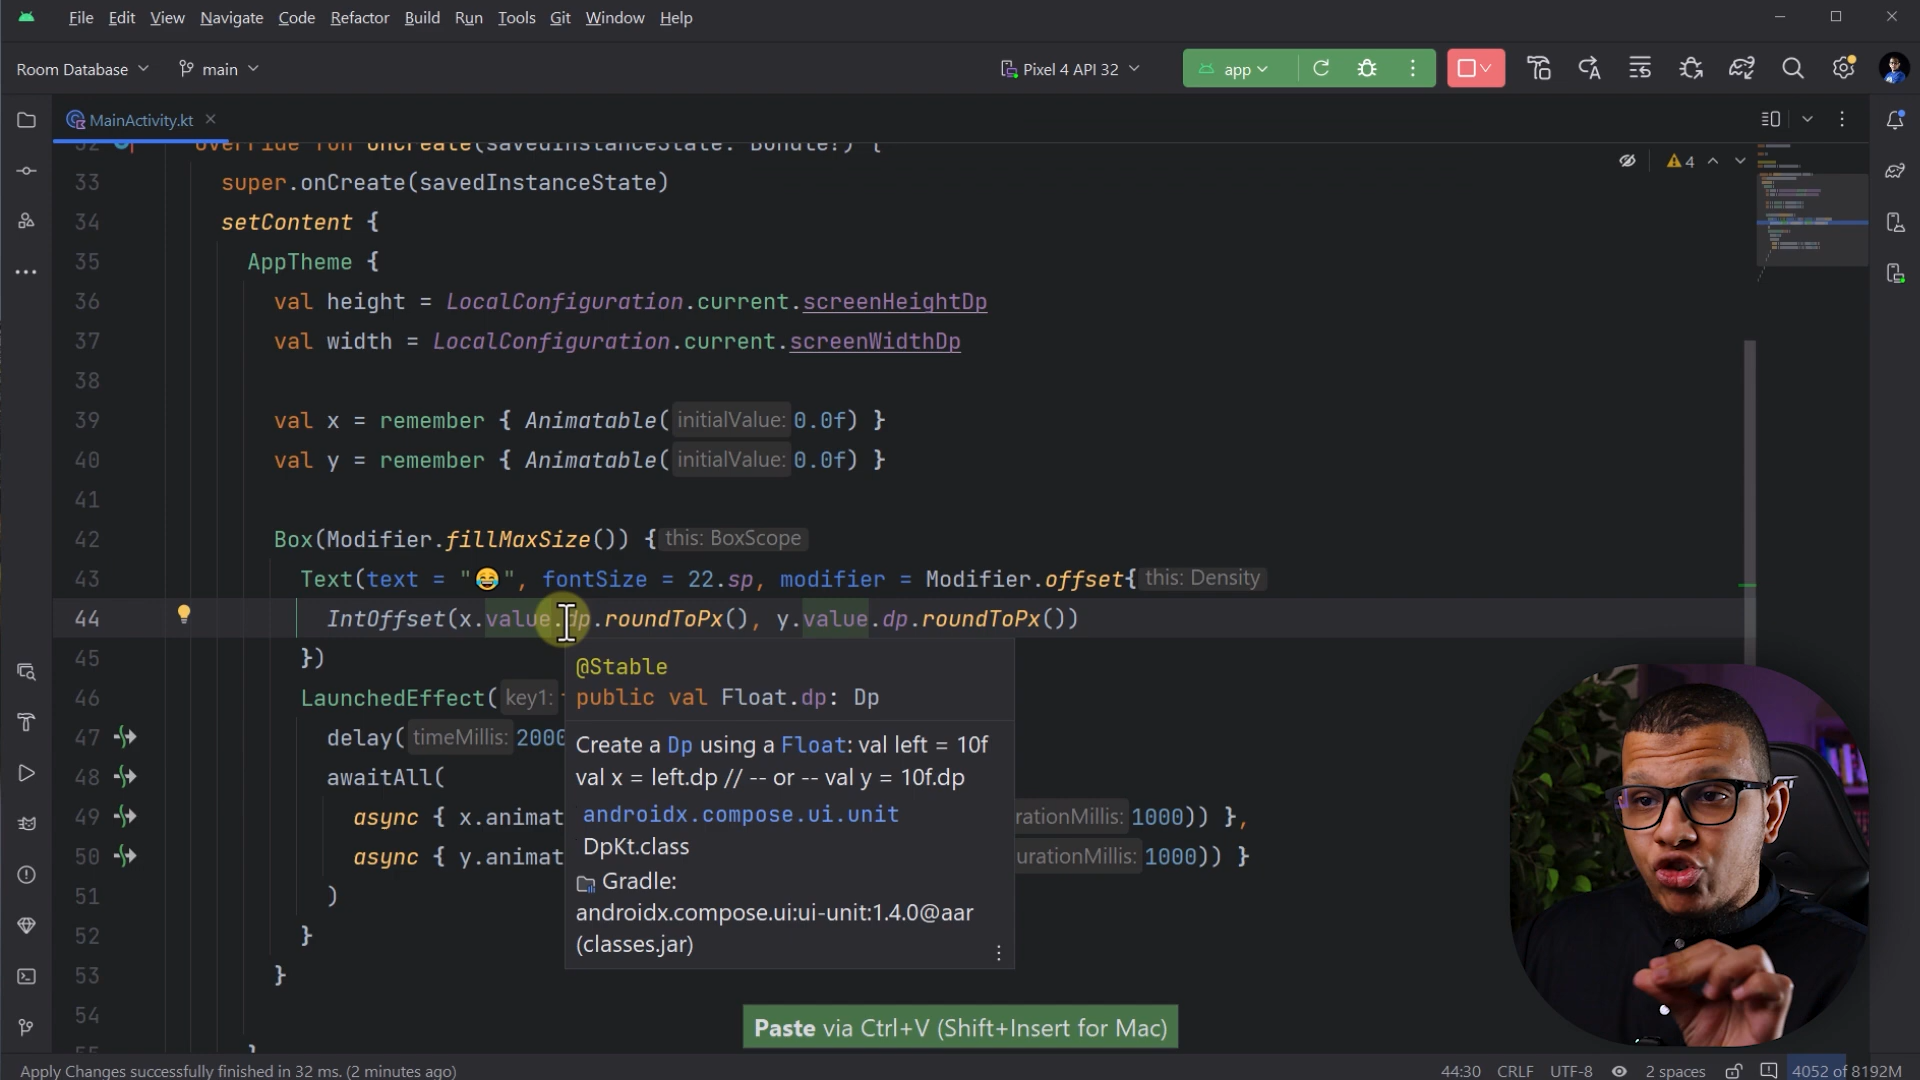 File Edit View Navigate Code Refactor Build Run Tools Git Window Help
Room Database main Pixel 4 API 32 app
MainActivity.kt
32 override fun onCreate(savedInstanceState: Bundle?) {
4
33 super.onCreate(savedInstanceState)
34 setContent {
35 AppTheme {
36 val height = LocalConfiguration.current.screenHeightDp
37 val width = LocalConfiguration.current.screenWidthDp
38
39 val x = remember { Animatable( initialValue: 0.0f) }
40 val y = remember { Animatable( initialValue: 0.0f) }
41
42 Box(Modifier.fillMaxSize()) { this: BoxScope
43 Text(text = "😂", fontSize = 22.sp, modifier = Modifier.offset{ this: Density
44 IntOffset(x.value.dp.roundToPx(), y.value.dp.roundToPx())
45 })
46 LaunchedEffect( key1:
47 delay( timeMillis: 2000
48 awaitAll(
49 async { x.animat rationMillis: 1000)) },
50 async { y.animat urationMillis: 1000)) }
51 )
52 }
53 }
54
55 }
@Stable
public val Float.dp: Dp
Create a Dp using a Float: val left = 10f
val x = left.dp // -- or -- val y = 10f.dp
androidx.compose.ui.unit
DpKt.class
Gradle:
androidx.compose.ui:ui-unit:1.4.0@aar
(classes.jar)
Paste via Ctrl+V (Shift+Insert for Mac)
Apply Changes successfully finished in 32 ms. (2 minutes ago) 44:30 CRLF UTF-8 2 spaces 4052 of 8192M